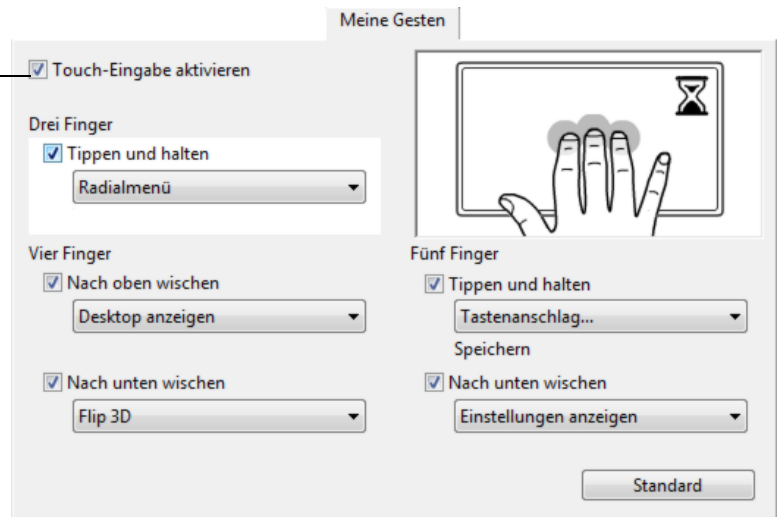 Meine Gesten
Touch-Eingabe aktivieren
Drei Finger
Tippen und halten
Radialmenü
Vier Finger
Nach oben wischen
Desktop anzeigen
Nach unten wischen
Flip 3D
Fünf Finger
Tippen und halten
Tastenanschlag...
Speichern
Nach unten wischen
Einstellungen anzeigen
Standard